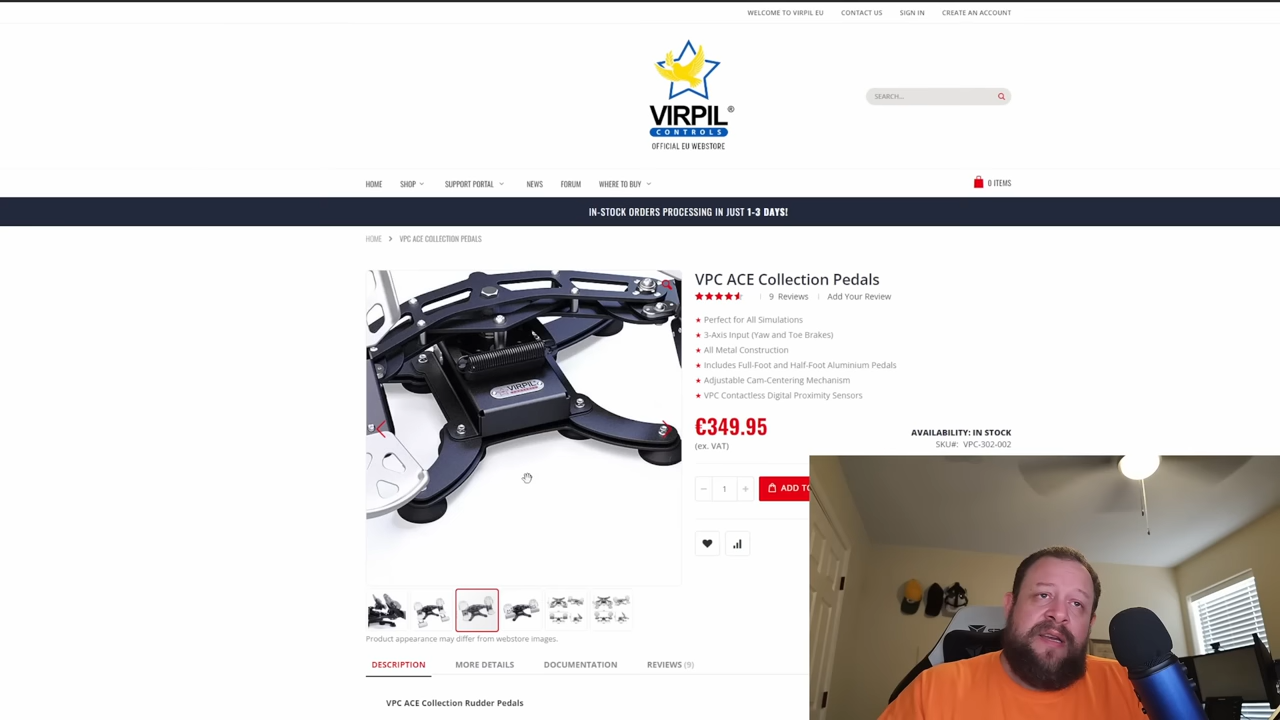 WELCOME TO VIRPIL EU CONTACT US SIGN IN CREATE AN ACCOUNT
VIRPIL®
CONTROLS
OFFICIAL EU WEBSTORE
SEARCH...
HOME SHOP SUPPORT PORTAL NEWS FORUM WHERE TO BUY 0 ITEMS
IN-STOCK ORDERS PROCESSING IN JUST 1-3 DAYS!
HOME > VPC ACE COLLECTION PEDALS
VIRPIL
VPC ACE Collection Pedals
9 Reviews | Add Your Review
★ Perfect for All Simulations
★ 3-Axis Input (Yaw and Toe Brakes)
★ All Metal Construction
★ Includes Full-Foot and Half-Foot Aluminium Pedals
★ Adjustable Cam-Centering Mechanism
★ VPC Contactless Digital Proximity Sensors
€349.95
(ex. VAT)
AVAILABILITY: IN STOCK
SKU#: VPC-302-002
− 1 + ADD TO
Product appearance may differ from webstore images.
DESCRIPTION MORE DETAILS DOCUMENTATION REVIEWS (9)
VPC ACE Collection Rudder Pedals